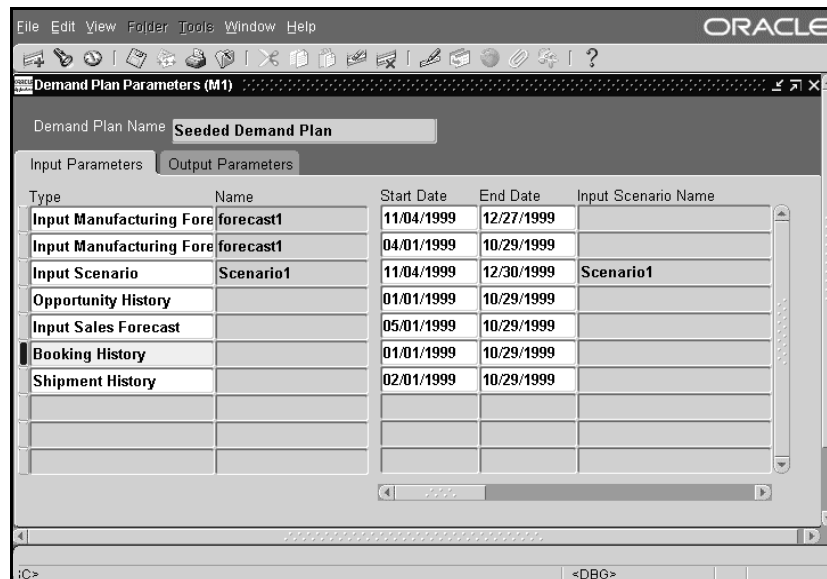 File Edit View Folder Tools Window Help ORACLE
?
Demand Plan Parameters (M1)
Demand Plan Name Seeded Demand Plan
Input Parameters Output Parameters
Type Name Start Date End Date Input Scenario Name
Input Manufacturing Fore forecast1 11/04/1999 12/27/1999
Input Manufacturing Fore forecast1 04/01/1999 10/29/1999
Input Scenario Scenario1 11/04/1999 12/30/1999 Scenario1
Opportunity History 01/01/1999 10/29/1999
Input Sales Forecast 05/01/1999 10/29/1999
Booking History 01/01/1999 10/29/1999
Shipment History 02/01/1999 10/29/1999
<DBG>